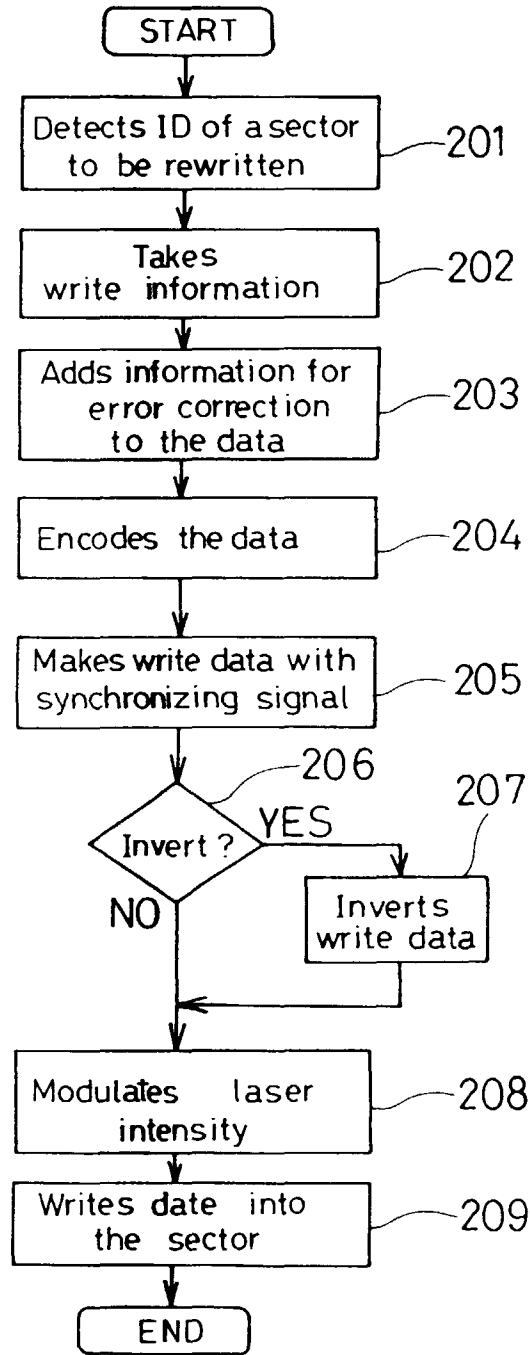 START
Detects ID of a sector
to be rewritten
201
Takes
write information
202
Adds information for
error correction
to the data
203
Encodes the data
204
Makes write data with
synchronizing signal
205
206
Invert ?
YES
207
NO
Inverts
write data
Modulates laser
intensity
208
Writes date into
the sector
209
END